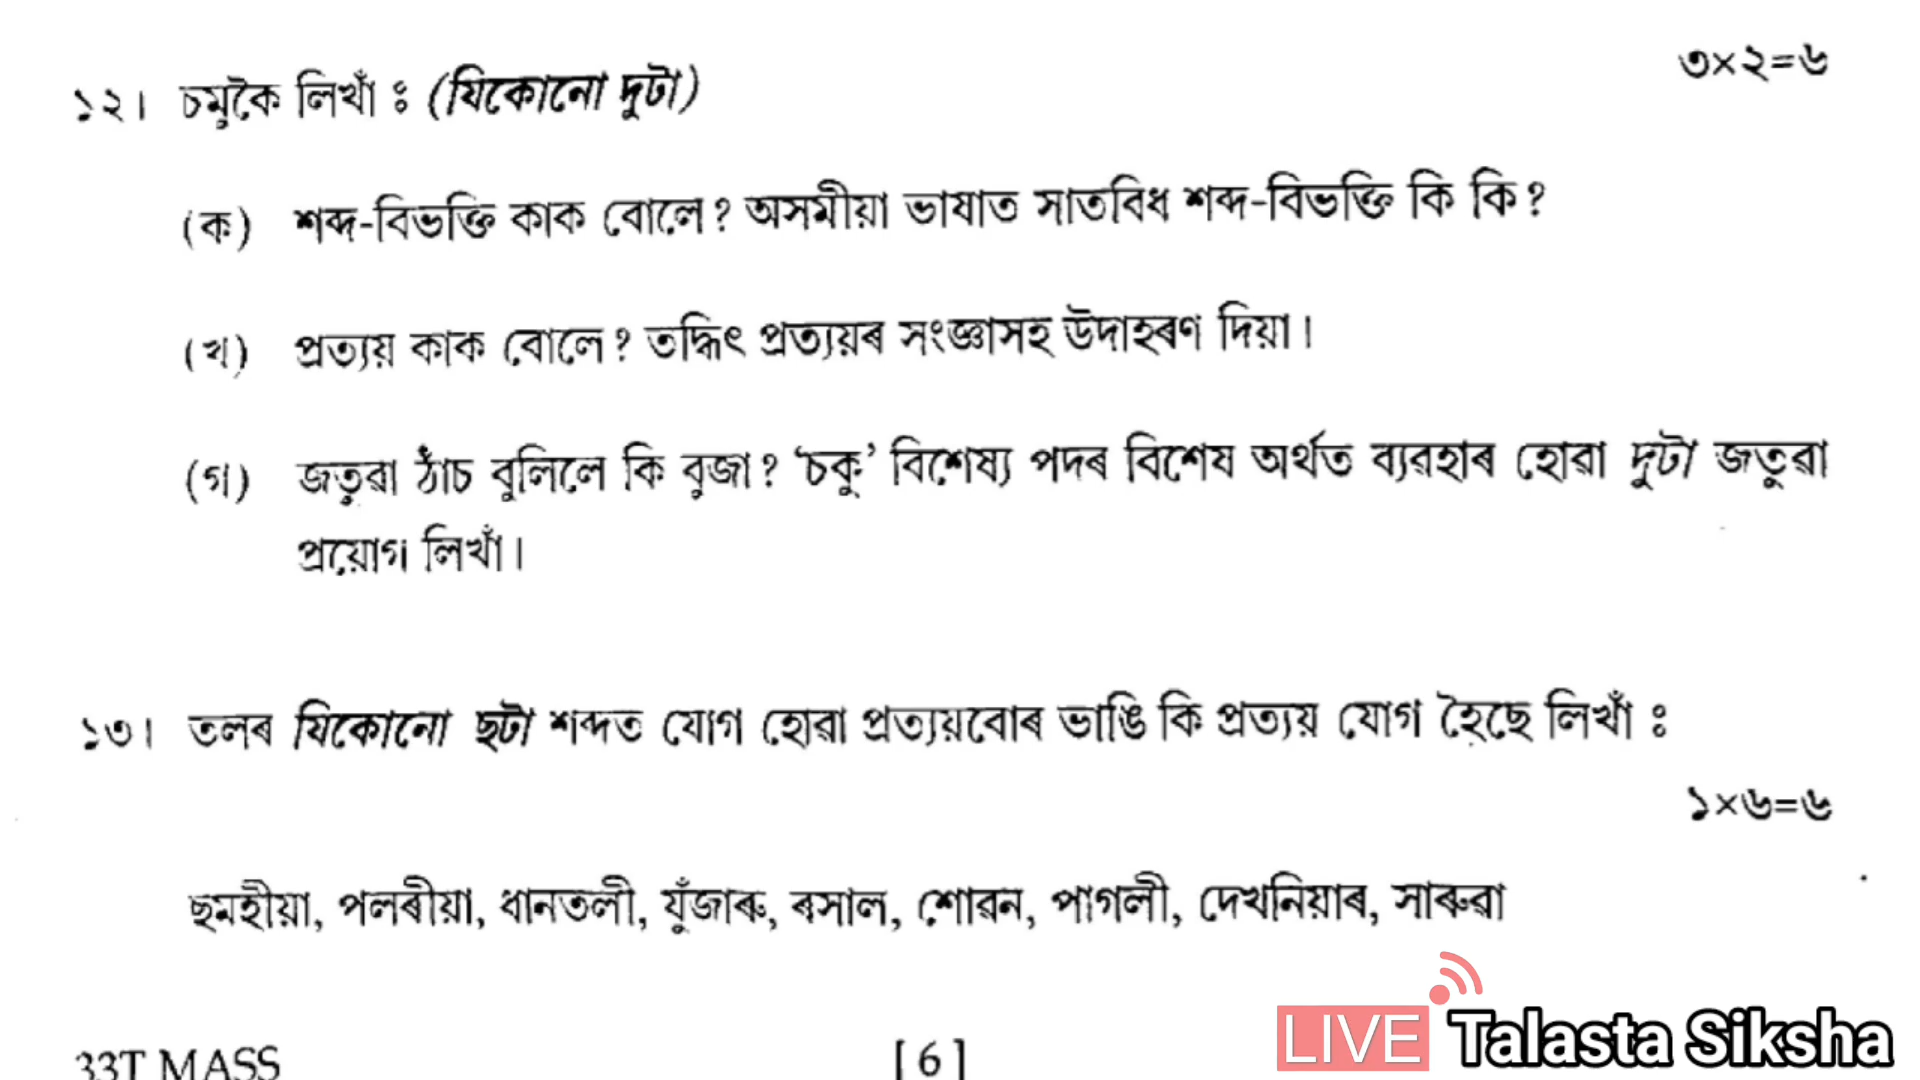 ৩×২=৬
১২। চমুকৈ লিখাঁ ঃ (যিকোনো দুটা)
(ক) শব্দ-বিভক্তি কাক বোলে? অসমীয়া ভাষাত সাতবিধ শব্দ-বিভক্তি কি কি?
(খ) প্ৰত্যয় কাক বোলে? তদ্ধিৎ প্ৰত্যয়ৰ সংজ্ঞাসহ উদাহৰণ দিয়া।
(গ) জতুৱা ঠাঁচ বুলিলে কি বুজা? ‘চকু’ বিশেষ্য পদৰ বিশেষ অৰ্থত ব্যৱহাৰ হোৱা দুটা জতুৱা
প্ৰয়োগ লিখাঁ।
১৩। তলৰ যিকোনো ছটা শব্দত যোগ হোৱা প্ৰত্যয়বোৰ ভাঙি কি প্ৰত্যয় যোগ হৈছে লিখাঁ ঃ
১×৬=৬
ছমহীয়া, পলৰীয়া, ধানতলী, যুঁজাৰু, ৰসাল, শোৱন, পাগলী, দেখনিয়াৰ, সাৰুৱা
LIVE Talasta Siksha
33T MASS [ 6 ]